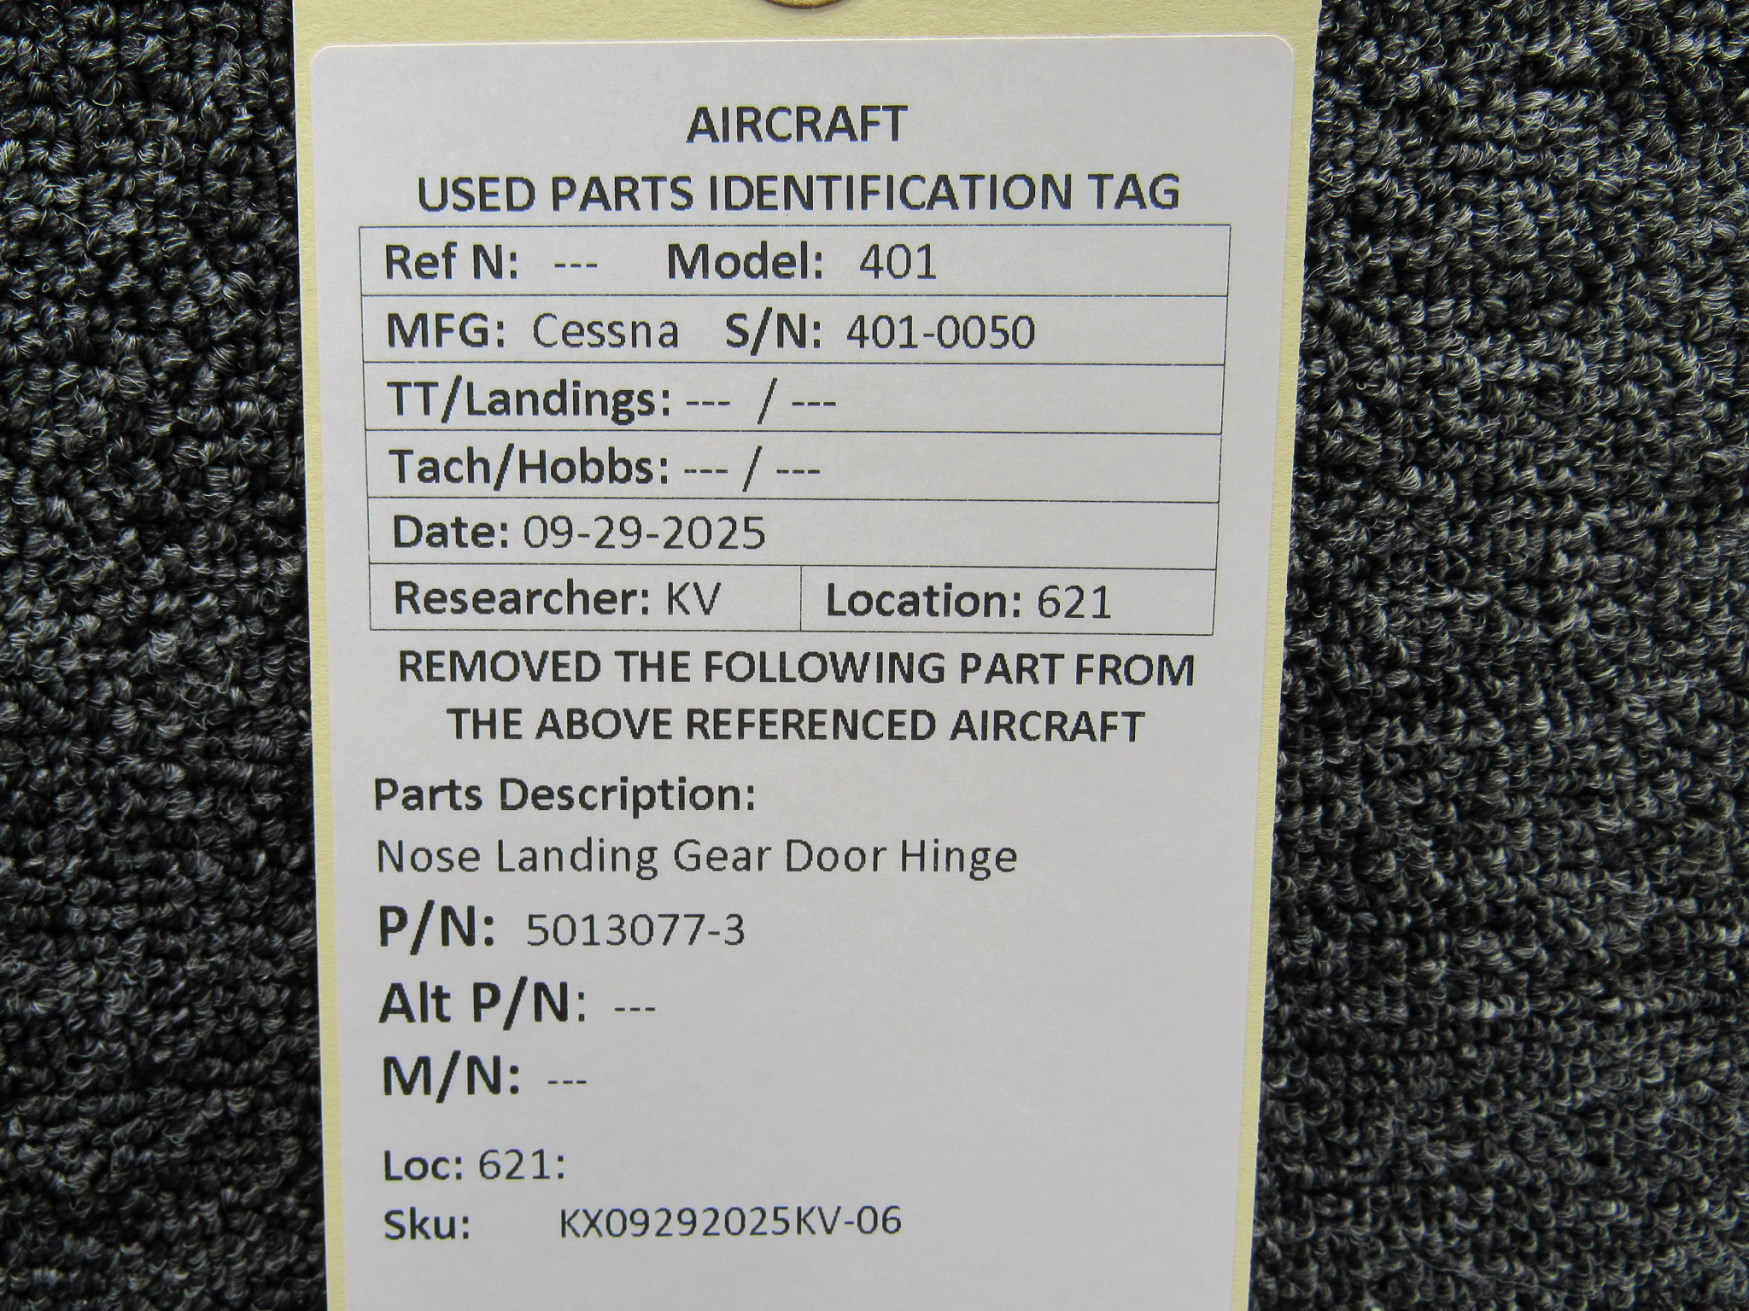 AIRCRAFT
USED PARTS IDENTIFICATION TAG
Ref N: --- Model: 401
MFG: Cessna S/N: 401-0050
TT/Landings: --- / ---
Tach/Hobbs: --- / ---
Date: 09-29-2025
Researcher: KV Location: 621
REMOVED THE FOLLOWING PART FROM
THE ABOVE REFERENCED AIRCRAFT
Parts Description:
Nose Landing Gear Door Hinge
P/N: 5013077-3
Alt P/N: ---
M/N: ---
Loc: 621:
Sku: KX09292025KV-06